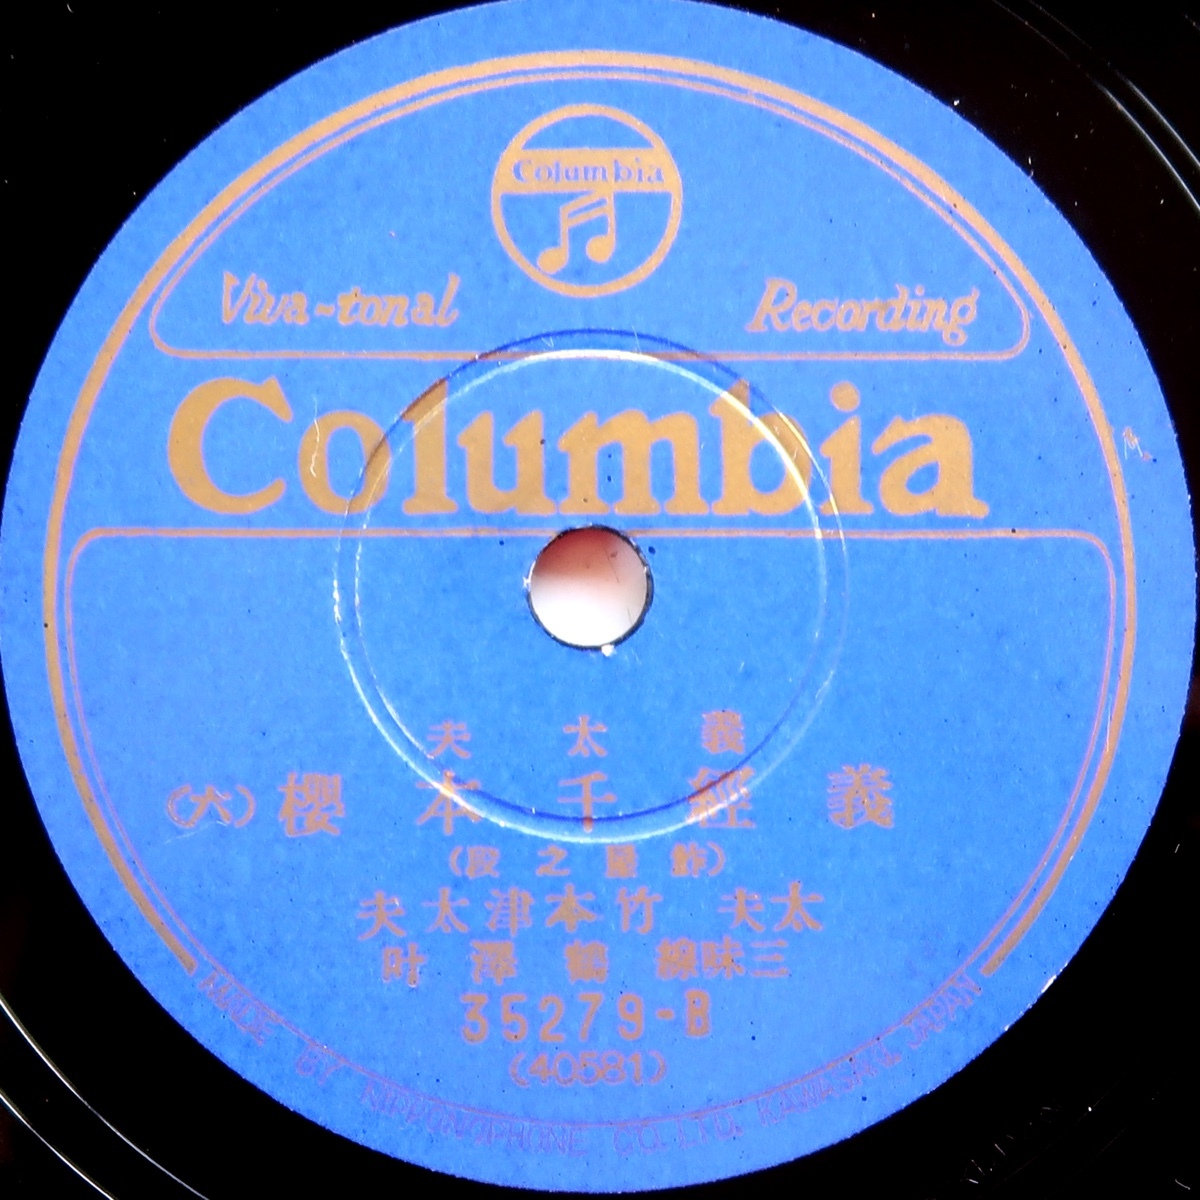 Columbia
Viva-tonal Recording
Columbia
義太夫
義經千本櫻(六)
(鮓屋之段)
太夫 竹本津太夫
三味線 鶴澤叶
35279-B
(40581)
MADE BY NIPPONOPHONE CO., LTD. KAWASAKI, JAPAN